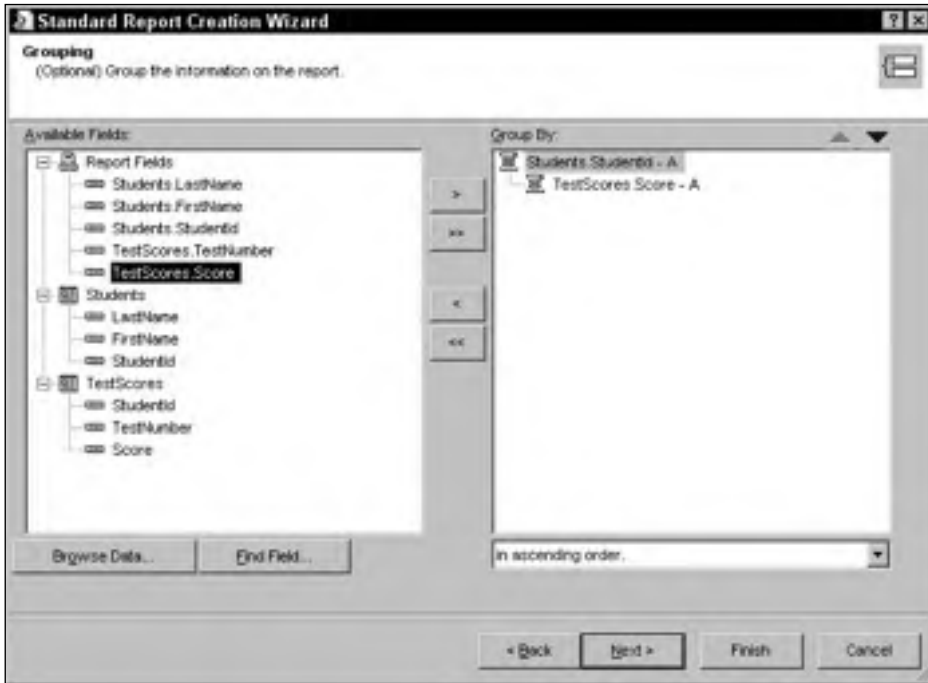 Standard Report Creation Wizard
? ×
Grouping
(Optional) Group the information on the report.
Available Fields:
Report Fields
Students.LastName
Students.FirstName
Students.StudentId
TestScores.TestNumber
TestScores.Score
Students
LastName
FirstName
StudentId
TestScores
StudentId
TestNumber
Score
>
>>
<
<<
Group By:
Students.StudentId - A
TestScores.Score - A
Browse Data...
Find Field...
in ascending order.
< Back
Next >
Finish
Cancel